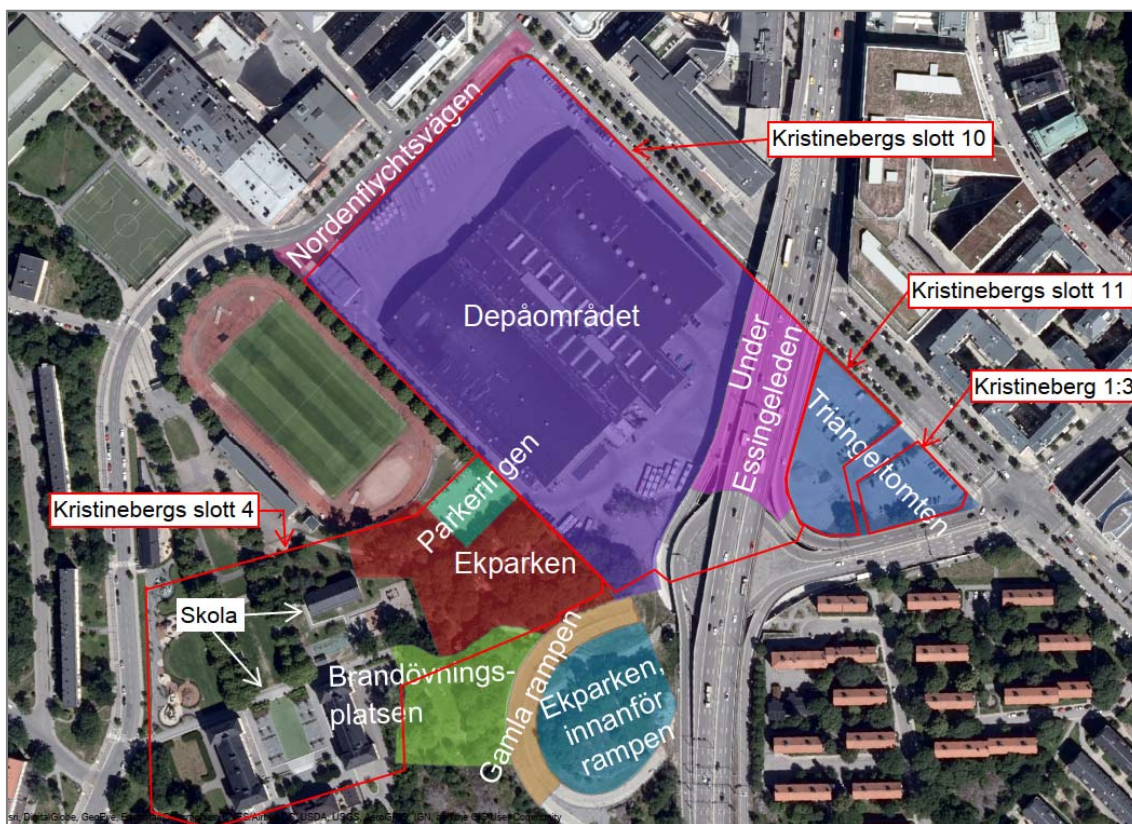 Nordenflychtsvägen
Kristinebergs slott 10
Kristinebergs slott 11
Depåområdet
Under
Essingeleden
Kristineberg 1:3
Triangeltomten
Parkeringen
Kristinebergs slott 4
Ekparken
Skola
Brandövnings-
platsen
Gamla rampen
Ekparken,
innanför
rampen